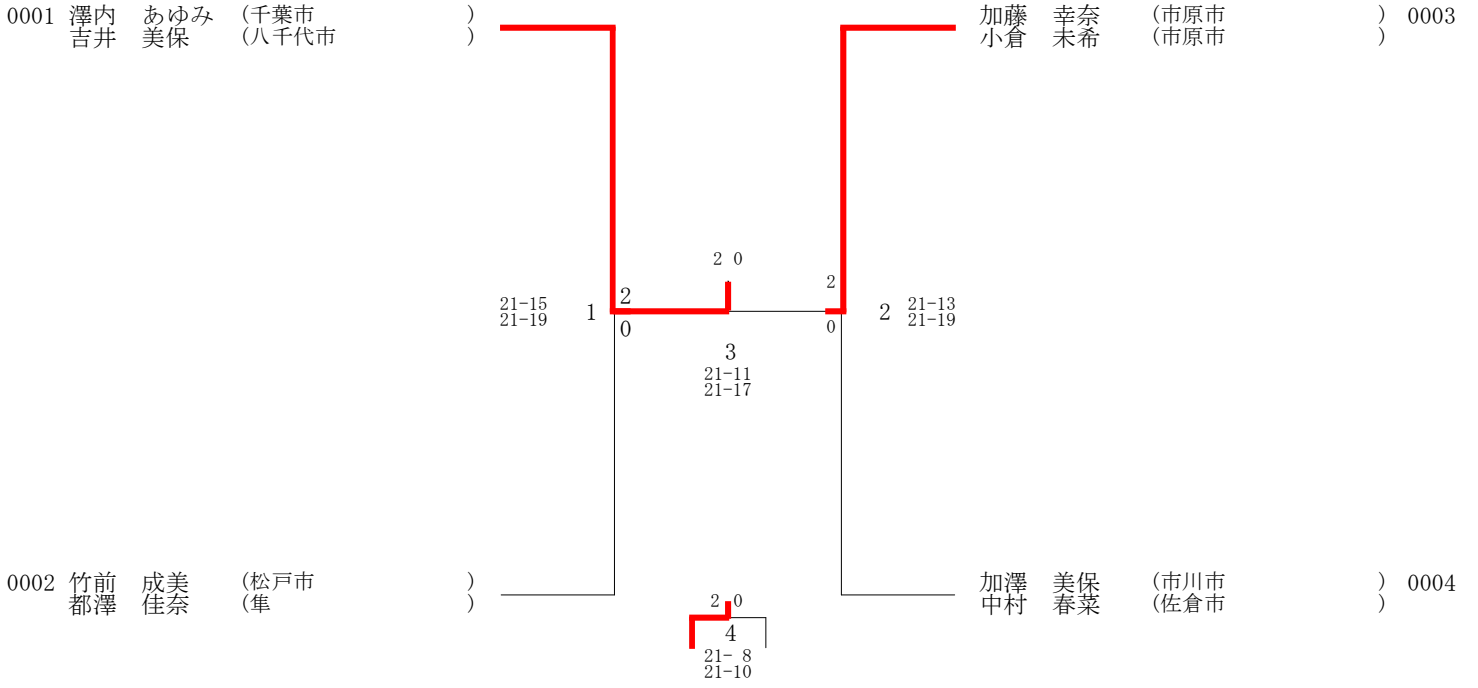 0001 澤内 あゆみ (千葉市 )
吉井 美保 (八千代市 )
加藤 幸奈 (市原市 ) 0003
小倉 未希 (市原市 )
2 0
21-15
21-19
1
2
0
2
0
2
21-13
21-19
3
21-11
21-17
0002 竹前 成美 (松戸市 )
都澤 佳奈 (隼 )
加澤 美保 (市川市 ) 0004
中村 春菜 (佐倉市 )
2 0
4
21- 8
21-10